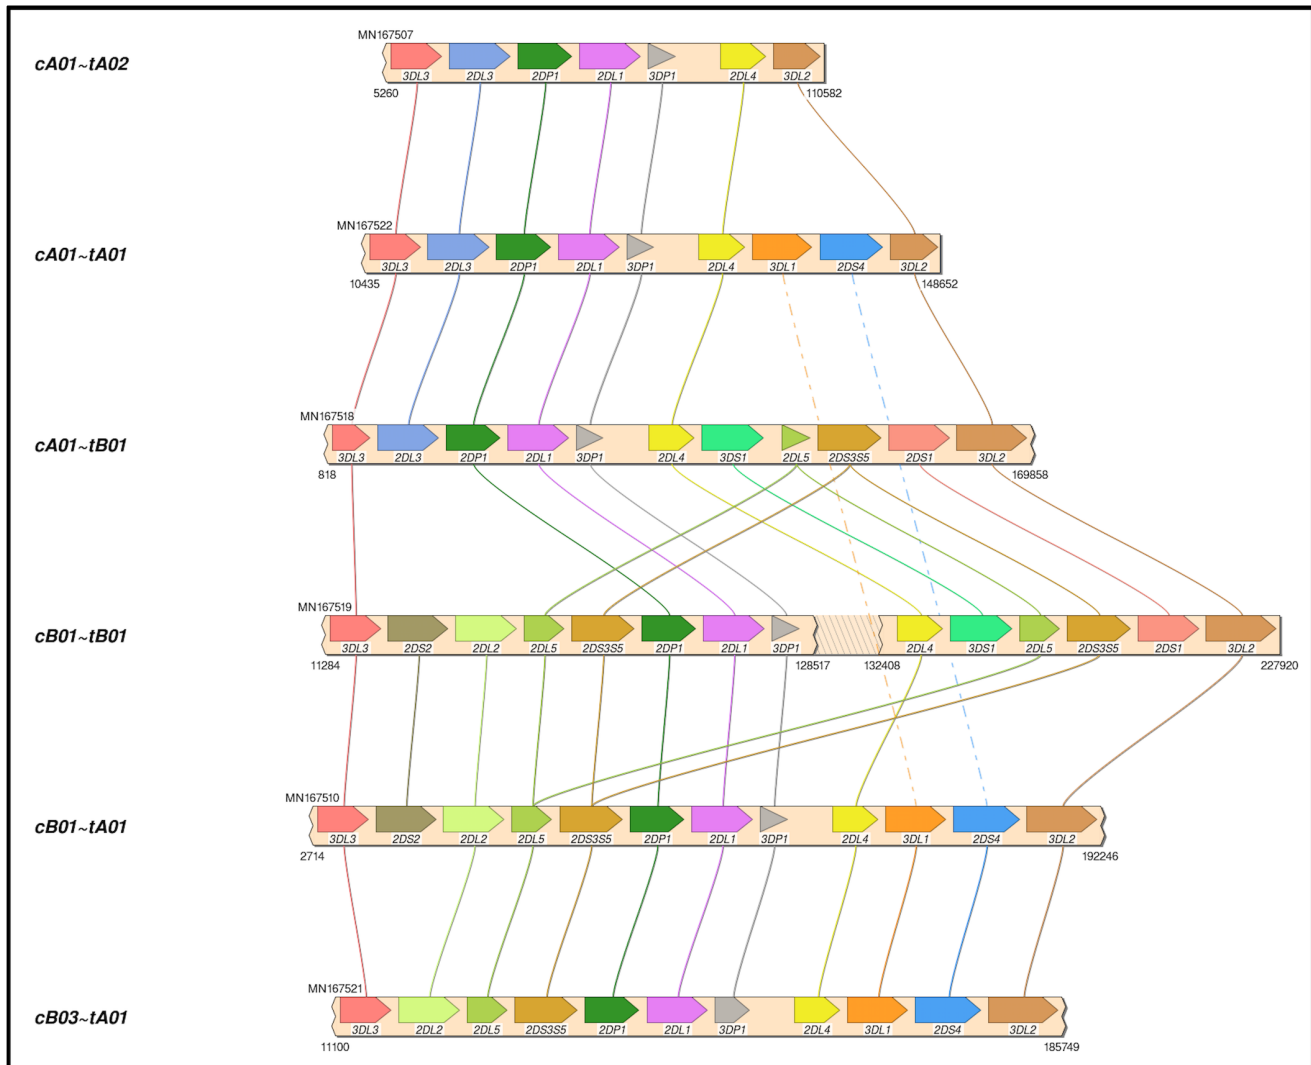 MN167507
cA01~tA02
3DL3 2DL3 2DP1 2DL1 3DP1 2DL4 3DL2
5260 110582
MN167522
cA01~tA01
3DL3 2DL3 2DP1 2DL1 3DP1 2DL4 3DL1 2DS4 3DL2
10435 148652
MN167518
cA01~tB01
3DL3 2DL3 2DP1 2DL1 3DP1 2DL4 3DS1 2DL5 2DS3S5 2DS1 3DL2
818 169858
MN167519
cB01~tB01
3DL3 2DS2 2DL2 2DL5 2DS3S5 2DP1 2DL1 3DP1 2DL4 3DS1 2DL5 2DS3S5 2DS1 3DL2
11284 128517 132408 227920
MN167510
cB01~tA01
3DL3 2DS2 2DL2 2DL5 2DS3S5 2DP1 2DL1 3DP1 2DL4 3DL1 2DS4 3DL2
2714 192246
MN167521
cB03~tA01
3DL3 2DL2 2DL5 2DS3S5 2DP1 2DL1 3DP1 2DL4 3DL1 2DS4 3DL2
11100 185749